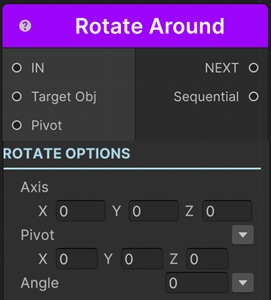 Rotate Around
IN NEXT
Target Obj Sequential
Pivot
ROTATE OPTIONS
Axis
X 0 Y 0 Z 0
Pivot
X 0 Y 0 Z 0
Angle 0